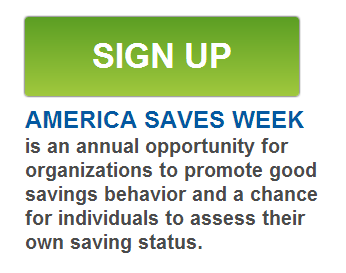 SIGN UP
AMERICA SAVES WEEK
is an annual opportunity for
organizations to promote good
savings behavior and a chance
for individuals to assess their
own saving status.